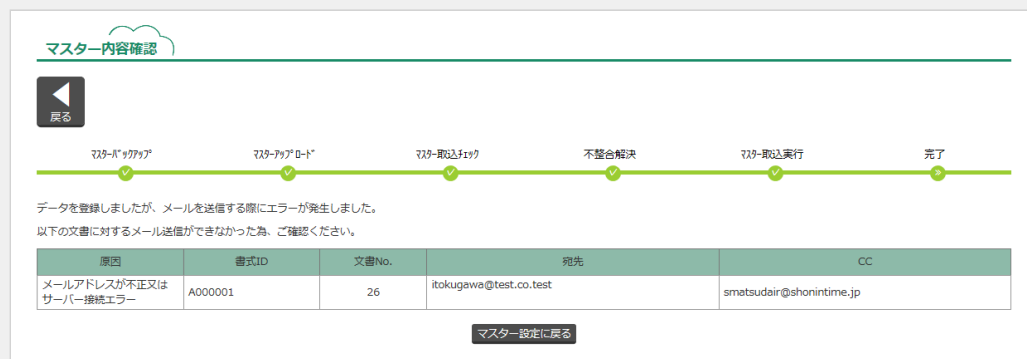 マスター内容確認
戻る
ﾏｽﾀｰﾊﾞｯｸｱｯﾌﾟ ﾏｽﾀｰｱｯﾌﾟﾛｰﾄﾞ ﾏｽﾀｰ取込ﾁｪｯｸ 不整合解決 ﾏｽﾀｰ取込実行 完了
データを登録しましたが、メールを送信する際にエラーが発生しました。
以下の文書に対するメール送信ができなかった為、ご確認ください。
原因 書式ID 文書No. 宛先 CC
メールアドレスが不正又は
サーバー接続エラー A000001 26 itokugawa@test.co.test smatsudair@shonintime.jp
マスター設定に戻る